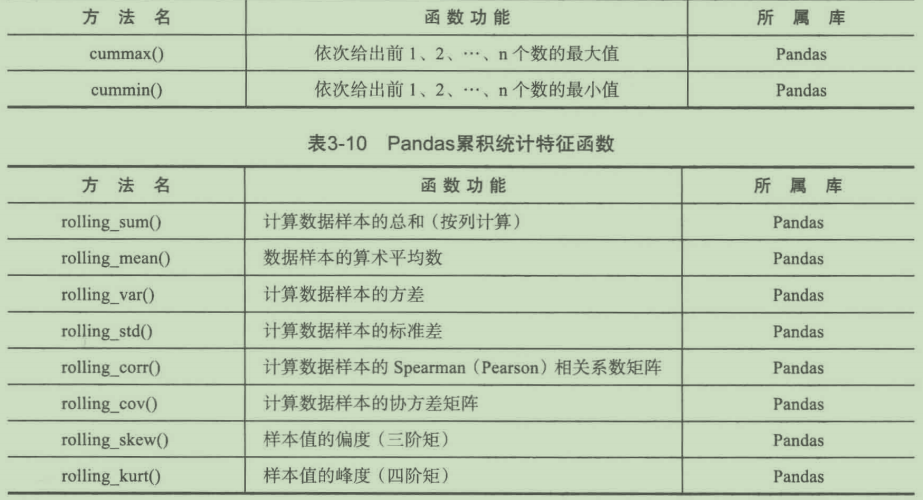 方 法 名 函 数 功 能 所 属 库
cummax() 依次给出前 1、2、…、n 个数的最大值 Pandas
cummin() 依次给出前 1、2、…、n 个数的最小值 Pandas
表3-10 Pandas累积统计特征函数
方 法 名 函 数 功 能 所 属 库
rolling_sum() 计算数据样本的总和（按列计算） Pandas
rolling_mean() 数据样本的算术平均数 Pandas
rolling_var() 计算数据样本的方差 Pandas
rolling_std() 计算数据样本的标准差 Pandas
rolling_corr() 计算数据样本的 Spearman（Pearson）相关系数矩阵 Pandas
rolling_cov() 计算数据样本的协方差矩阵 Pandas
rolling_skew() 样本值的偏度（三阶矩） Pandas
rolling_kurt() 样本值的峰度（四阶矩） Pandas